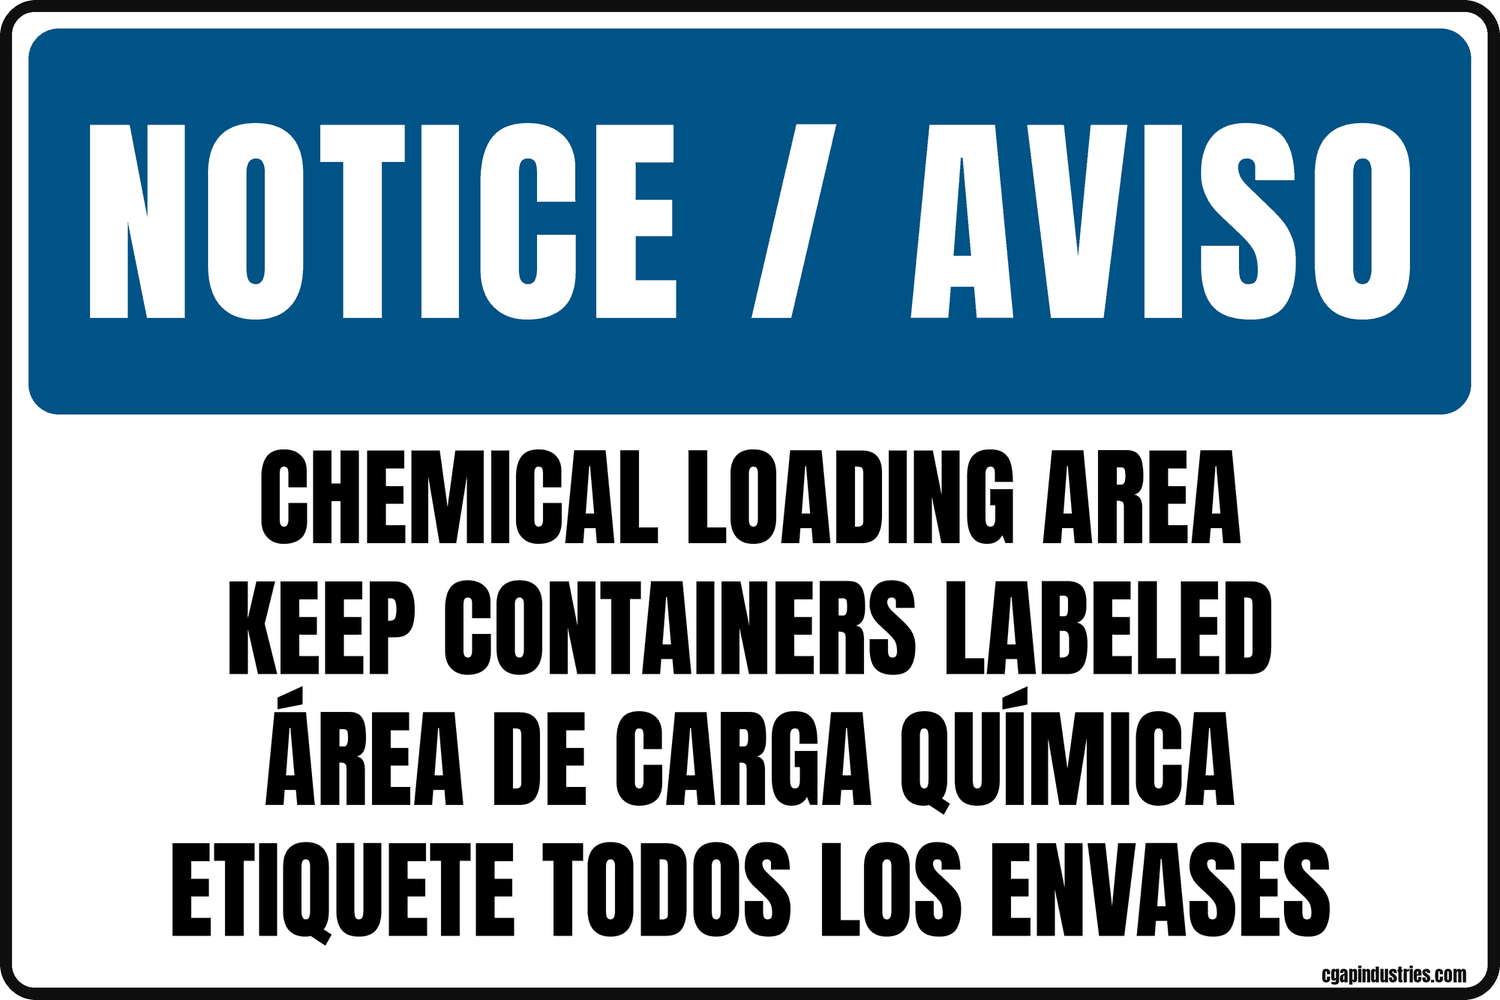 NOTICE / AVISO
CHEMICAL LOADING AREA
KEEP CONTAINERS LABELED
ÁREA DE CARGA QUÍMICA
ETIQUETE TODOS LOS ENVASES
cgapindustries.com